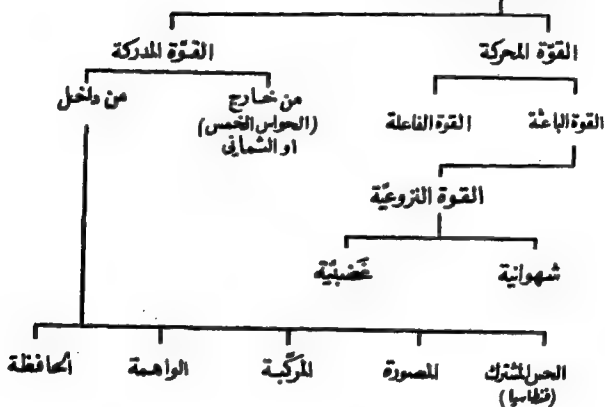 القوّة المحركة
القوّة المدركة
القوة الباعثة
القوة الفاعلة
من خارج
(الحواس الخمس)
او الثماني
من داخل
القوة النزوعيّة
شهوانية
غضبيّة
الحس المشترك
(فنطاسيا)
المصورة
المركّبة
الواهمة
الحافظة